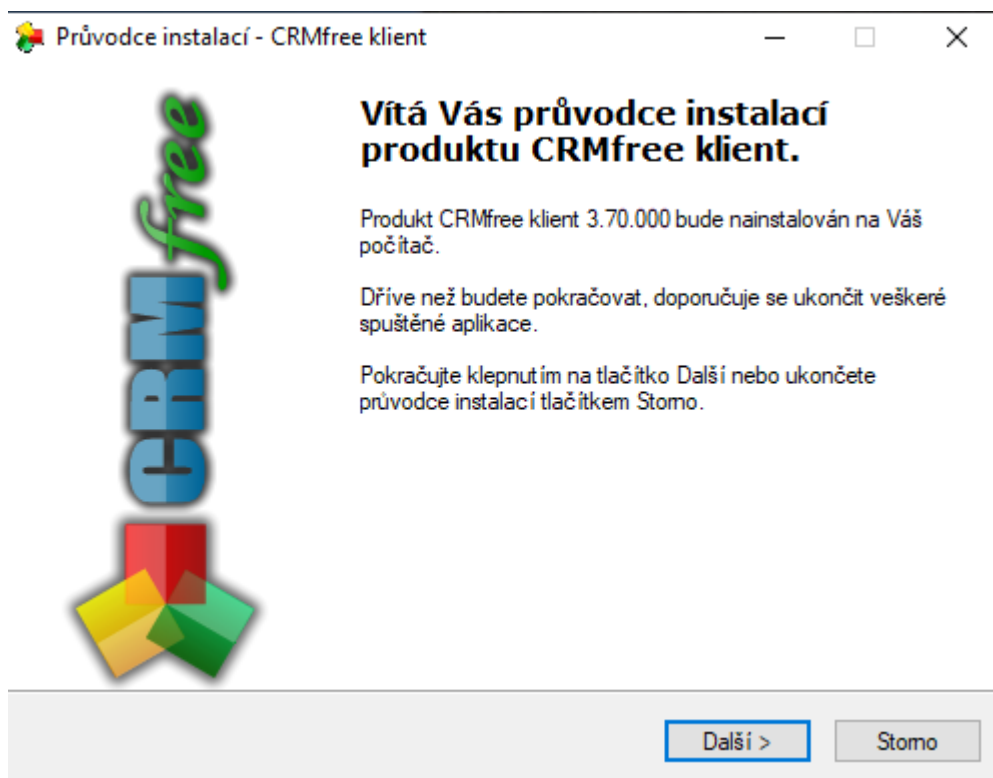 Průvodce instalací - CRMfree klient
CRMfree
Vítá Vás průvodce instalací
produktu CRMfree klient.
Produkt CRMfree klient 3.70.000 bude nainstalován na Váš
počítač.
Dříve než budete pokračovat, doporučuje se ukončit veškeré
spuštěné aplikace.
Pokračujte klepnutím na tlačítko Další nebo ukončete
průvodce instalací tlačítkem Storno.
Další >
Storno